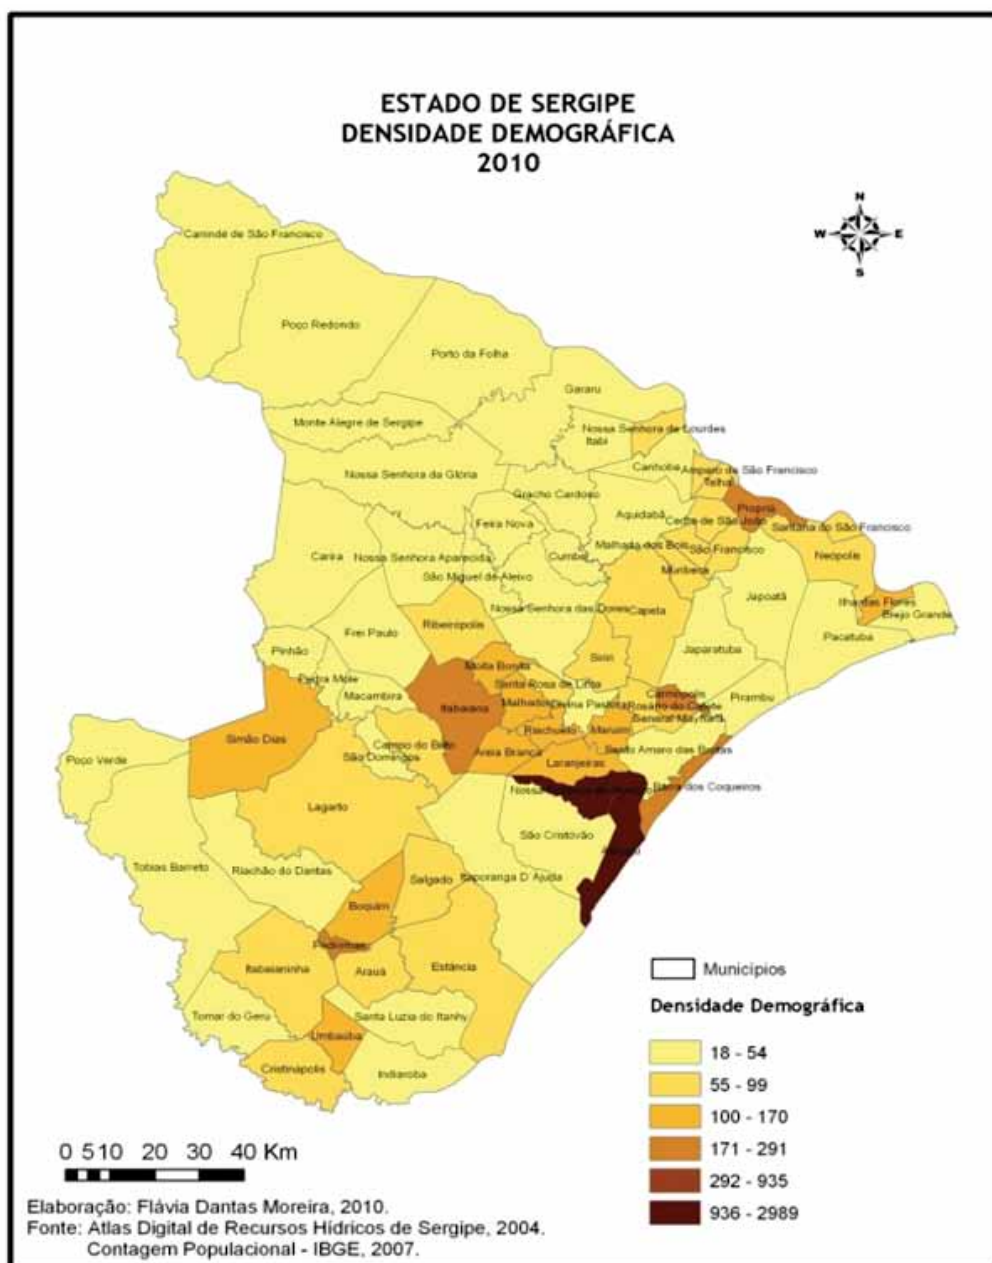 ESTADO DE SERGIPE
DENSIDADE DEMOGRÁFICA
2010
N
W
E
S
Canindé de São Francisco
Poço Redondo
Porto da Folha
Gararu
Monte Alegre de Sergipe
Nossa Senhora de Lourdes
Itabi
Nossa Senhora da Glória
Canhoba
Amparo de São Francisco
Telha
Gracho Cardoso
Propriá
Aquidabã
Cedro de São João
Santana do São Francisco
Feira Nova
Carira
Nossa Senhora Aparecida
Cumbe
Malhada dos Bois
São Francisco
Neópolis
Muribeca
São Miguel de Aleixo
Japoatã
Ilha das Flores
Brejo Grande
Nossa Senhora das Dores
Capela
Ribeirópolis
Frei Paulo
Pacatuba
Siriri
Japaratuba
Pinhão
Moita Bonita
Pedra Mole
Santa Rosa de Lima
Macambira
Carmópolis
Pirambu
Itabaiana
Malhador
Divina Pastora
Rosário do Catete
General Maynard
Riachuelo
Maruim
Simão Dias
Campo do Brito
São Domingos
Areia Branca
Santo Amaro das Brotas
Laranjeiras
Poço Verde
Barra dos Coqueiros
Lagarto
São Cristovão
Tobias Barreto
Riachão do Dantas
Salgado
Itaporanga D´Ajuda
Boquim
Pedrinhas
Itabaianinha
Arauá
Estância
Tomar do Geru
Santa Luzia do Itanhy
Umbaúba
Cristinápolis
Indiaroba
Municípios
Densidade Demográfica
18 - 54
55 - 99
100 - 170
171 - 291
292 - 935
936 - 2989
0 5 10 20 30 40 Km
Elaboração: Flávia Dantas Moreira, 2010.
Fonte: Atlas Digital de Recursos Hídricos de Sergipe, 2004.
Contagem Populacional - IBGE, 2007.